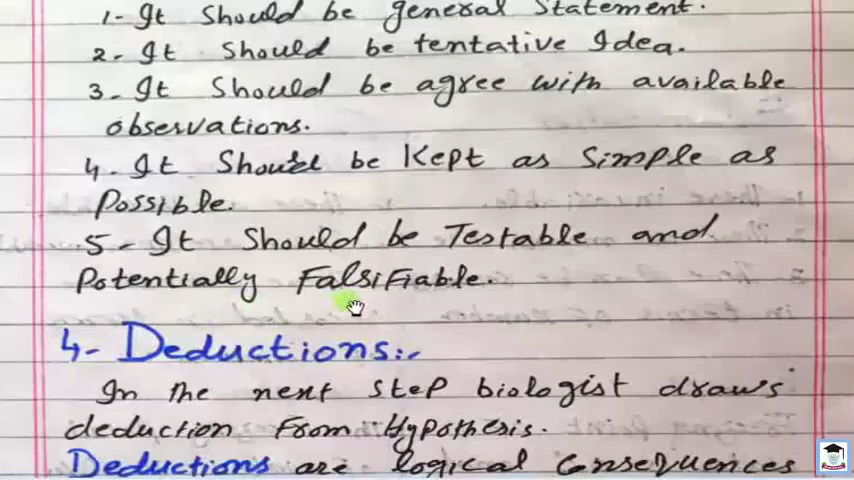 1- It Should be general Statement.
2- It Should be tentative Idea.
3- It Should be agree with available
observations.
4- It Should be Kept as Simple as
Possible.
5- It Should be Testable and
Potentially Falsifiable.
4- Deductions:-
In the next step biologist draws
deduction From Hypothesis.
Deductions are logical Consequences